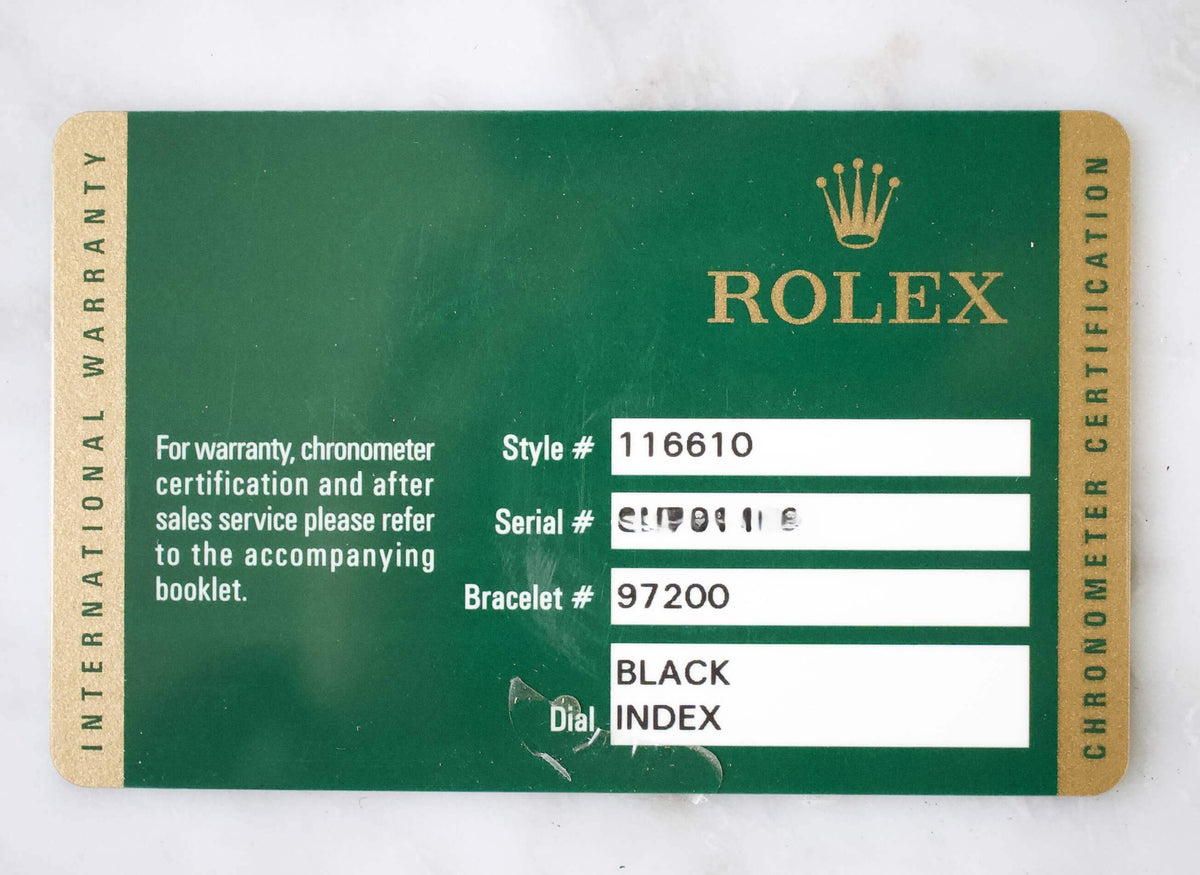 INTERNATIONAL WARRANTY
ROLEX
For warranty, chronometer
certification and after
sales service please refer
to the accompanying
booklet.
Style # 116610
Serial #
Bracelet # 97200
BLACK
Dial INDEX
CHRONOMETER CERTIFICATION